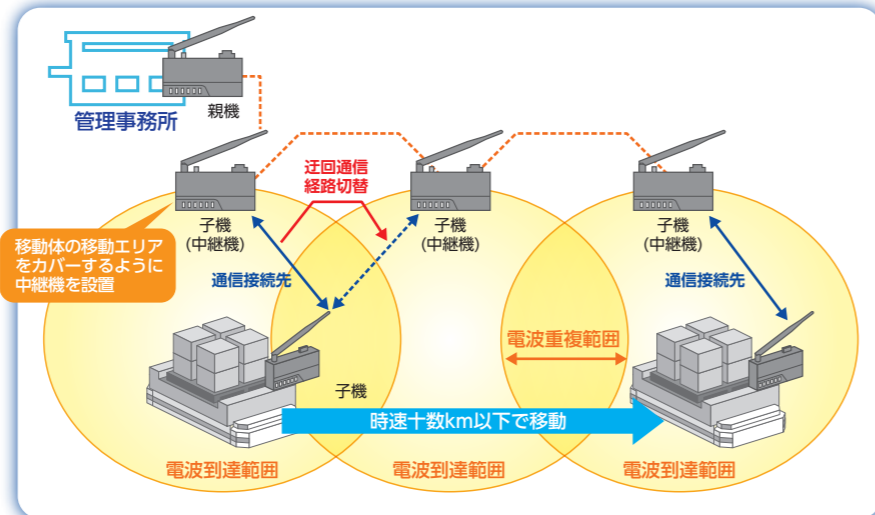 親機
管理事務所
迂回通信
経路切替
子機
(中継機)
子機
(中継機)
子機
(中継機)
移動体の移動エリア
をカバーするように
中継機を設置
通信接続先
通信接続先
電波重複範囲
子機
時速十数km以下で移動
電波到達範囲
電波到達範囲
電波到達範囲